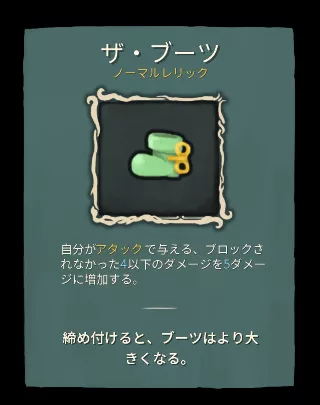 ザ・ブーツ
ノーマルレリック
自分がアタックで与える、ブロックさ
れなかった4以下のダメージを5ダメー
ジに増加する。
締め付けると、ブーツはより大
きくなる。